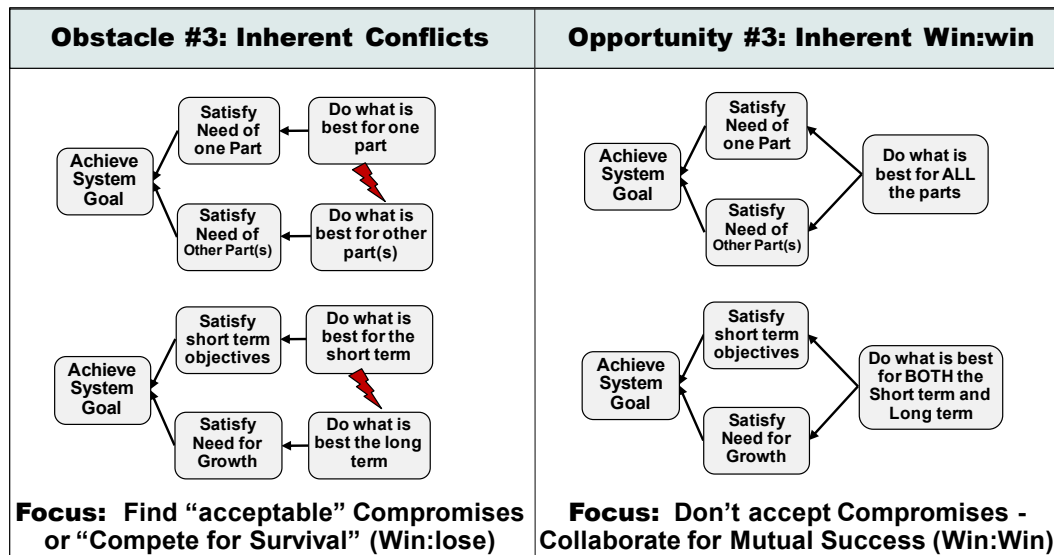 Obstacle #3: Inherent Conflicts
Achieve
System
Goal
Satisfy
Need of
one Part
Do what is
best for one
part
Satisfy
Need of
Other Part(s)
Do what is
best for other
part(s)
Achieve
System
Goal
Satisfy
short term
objectives
Do what is
best for the
short term
Satisfy
Need for
Growth
Do what is
best the long
term
Focus: Find “acceptable” Compromises
or “Compete for Survival” (Win:lose)
Opportunity #3: Inherent Win:win
Achieve
System
Goal
Satisfy
Need of
one Part
Satisfy
Need of
Other Part(s)
Do what is
best for ALL
the parts
Achieve
System
Goal
Satisfy
short term
objectives
Satisfy
Need for
Growth
Do what is best
for BOTH the
Short term and
Long term
Focus: Don’t accept Compromises -
Collaborate for Mutual Success (Win:Win)